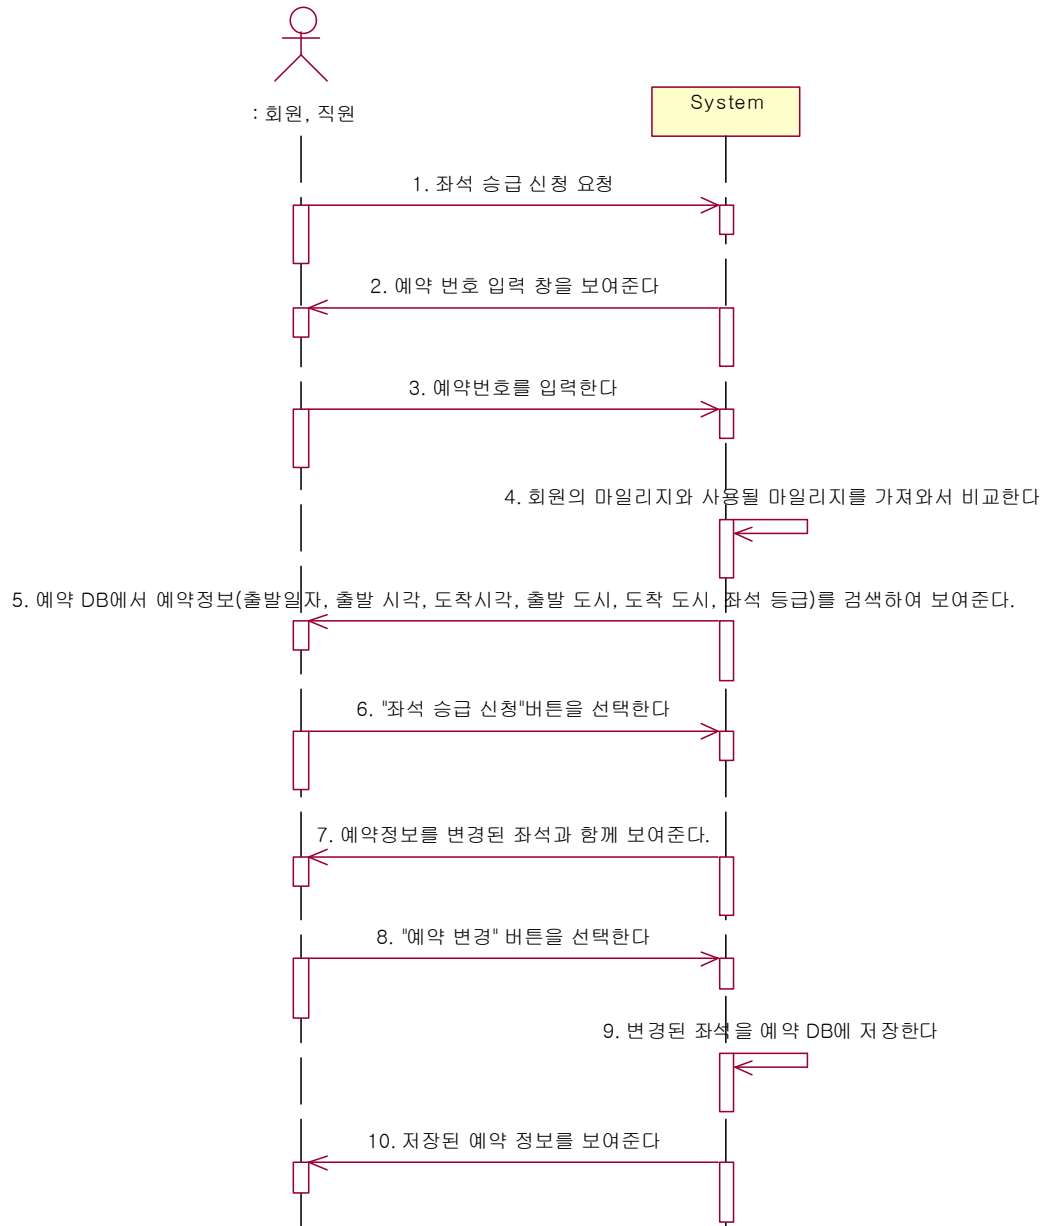 : 회원, 직원
System
1. 좌석 승급 신청 요청
2. 예약 번호 입력 창을 보여준다
3. 예약번호를 입력한다
4. 회원의 마일리지와 사용될 마일리지를 가져와서 비교한다
5. 예약 DB에서 예약정보(출발일자, 출발 시각, 도착시각, 출발 도시, 도착 도시, 좌석 등급)를 검색하여 보여준다.
6. "좌석 승급 신청"버튼을 선택한다
7. 예약정보를 변경된 좌석과 함께 보여준다.
8. "예약 변경" 버튼을 선택한다
9. 변경된 좌석을 예약 DB에 저장한다
10. 저장된 예약 정보를 보여준다